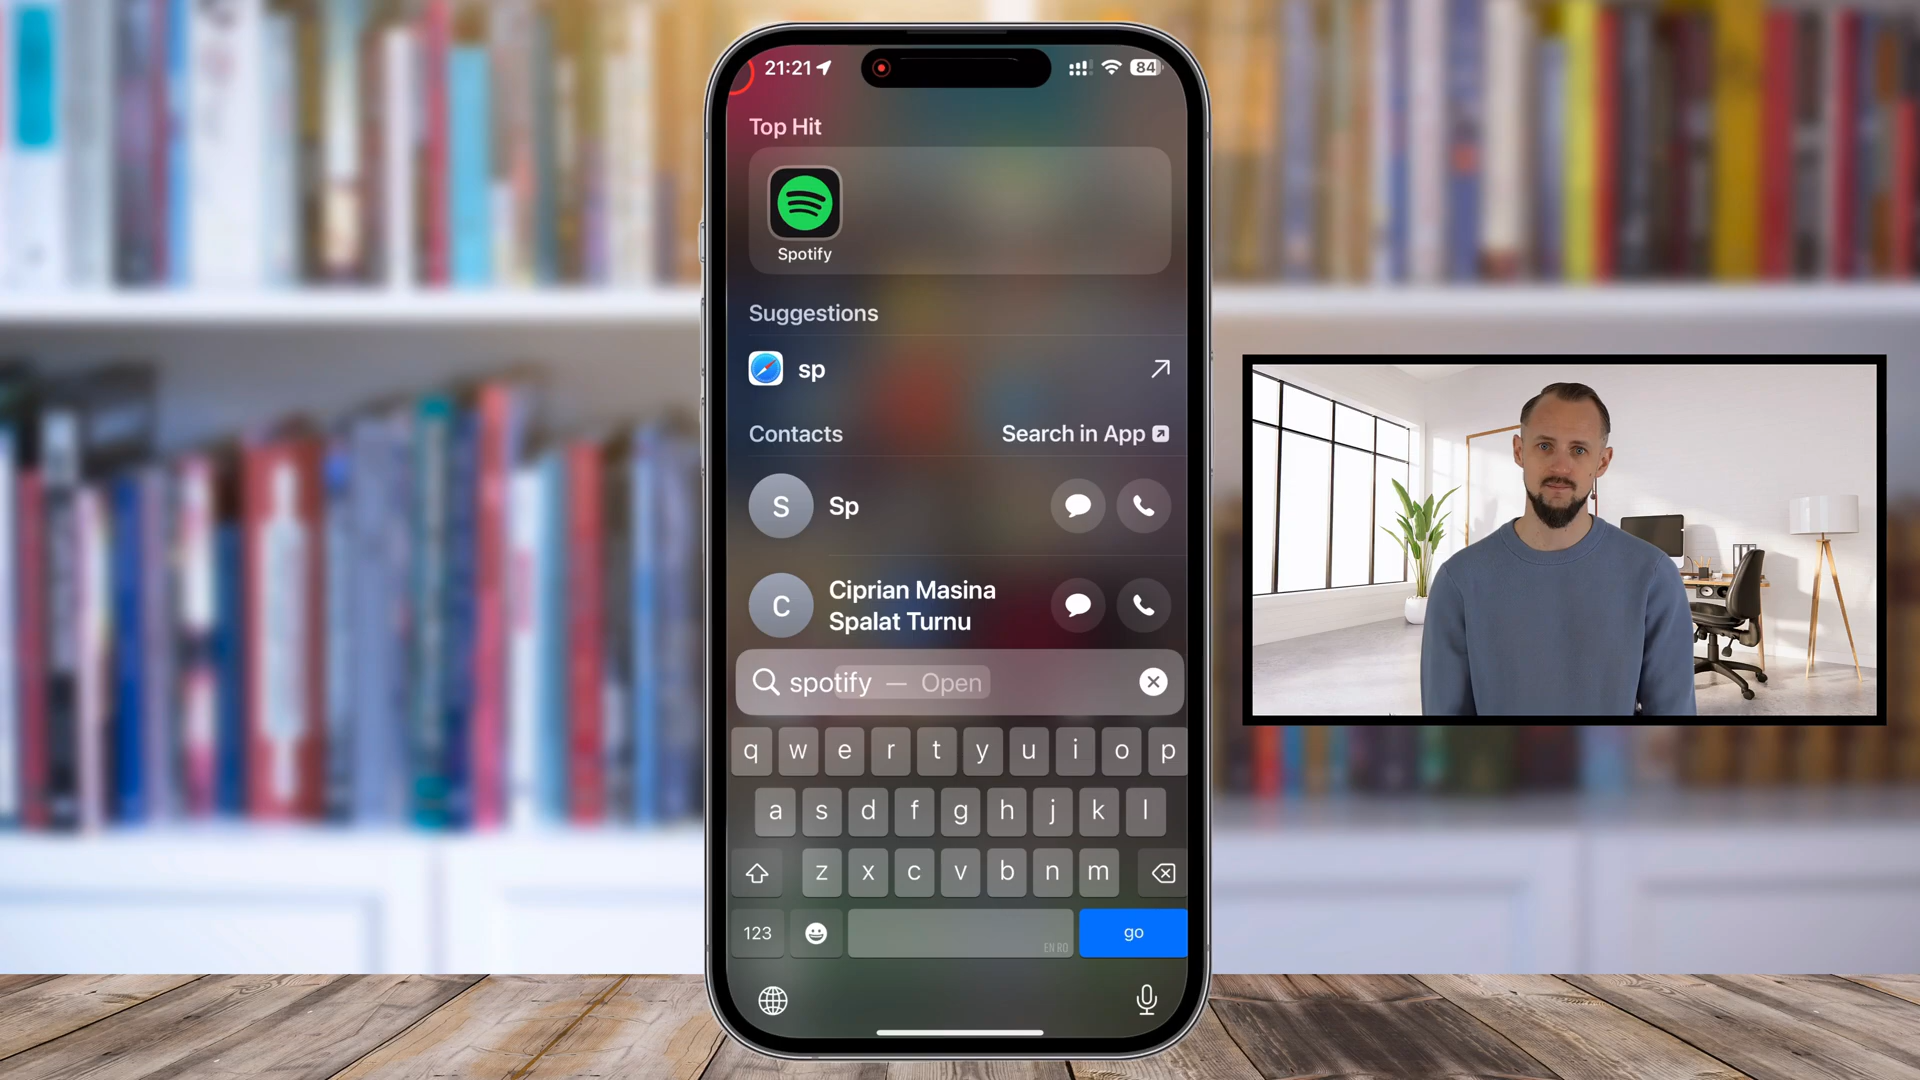 21:21
84
Top Hit
Spotify
Suggestions
sp
Contacts
Search in App
S
Sp
C
Ciprian Masina
Spalat Turnu
spotify — Open
q w e r t y u i o p
a s d f g h j k l
z x c v b n m
123
EN RO
go